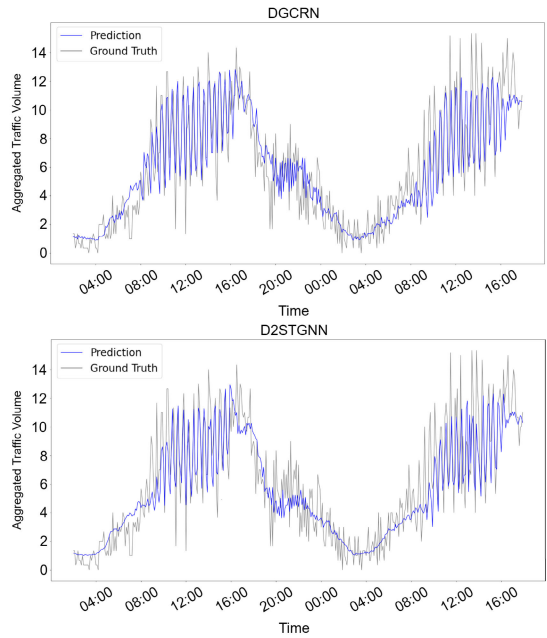 DGCRN
Prediction
Ground Truth
Aggregated Traffic Volume
14
12
10
8
6
4
2
0
04:00 08:00 12:00 16:00 20:00 00:00 04:00 08:00 12:00 16:00
Time
D2STGNN
Prediction
Ground Truth
Aggregated Traffic Volume
14
12
10
8
6
4
2
0
04:00 08:00 12:00 16:00 20:00 00:00 04:00 08:00 12:00 16:00
Time